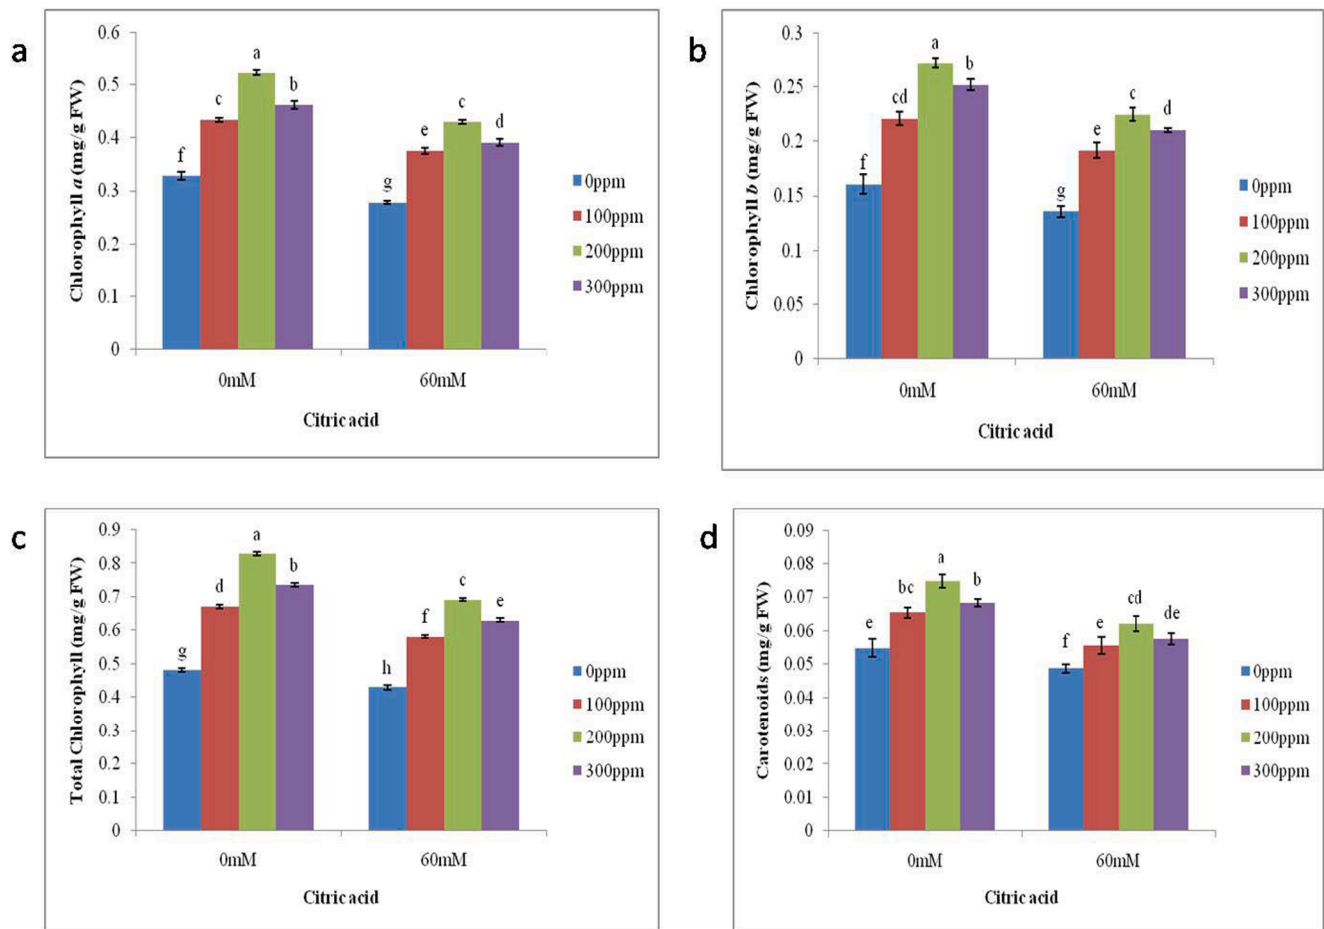 a
Chlorophyll a (mg/g FW)
0.6
0.5
0.4
0.3
0.2
0.1
0
f
c
a
b
g
e
c
d
0mM
60mM
Citric acid
0ppm
100ppm
200ppm
300ppm
b
Chlorophyll b (mg/g FW)
0.3
0.25
0.2
0.15
0.1
0.05
0
f
cd
a
b
g
e
c
d
0mM
60mM
Citric acid
0ppm
100ppm
200ppm
300ppm
c
Total Chlorophyll (mg/g FW)
0.9
0.8
0.7
0.6
0.5
0.4
0.3
0.2
0.1
0
g
d
a
b
h
f
c
e
0mM
60mM
Citric acid
0ppm
100ppm
200ppm
300ppm
d
Carotenoids (mg/g FW)
0.09
0.08
0.07
0.06
0.05
0.04
0.03
0.02
0.01
0
e
bc
a
b
f
e
cd
de
0mM
60mM
Citric acid
0ppm
100ppm
200ppm
300ppm